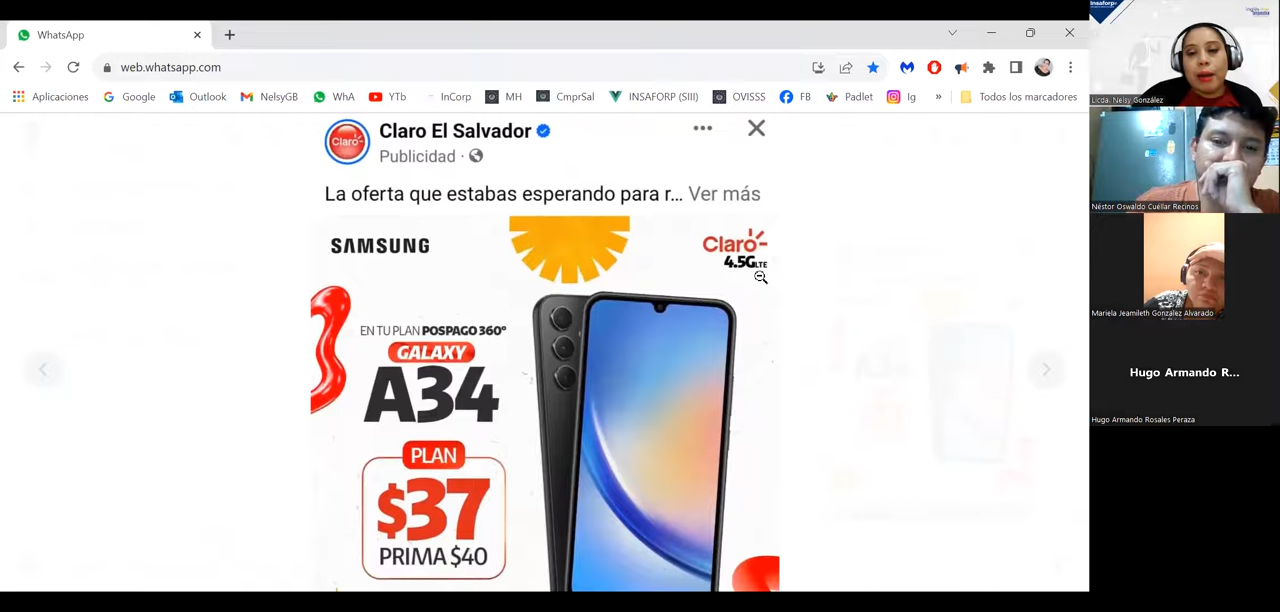 WhatsApp
web.whatsapp.com
Aplicaciones
Google
Outlook
NelsyGB
WhA
YTb
InCorp
MH
CmprSal
INSAFORP (SIII)
OVISSS
FB
Padlet
Ig
»
Todos los marcadores
Claro El Salvador
Publicidad ·
La oferta que estabas esperando para r... Ver más
SAMSUNG
Claro
4.5G LTE
Claro
EN TU PLAN POSPAGO 360°
GALAXY
A34
PLAN
$37
PRIMA $40
Insaforp
Licda. Nelsy González
Néstor Oswaldo Cuéllar Recinos
Mariela Jeamileth González Alvarado
Hugo Armando R...
Hugo Armando Rosales Peraza